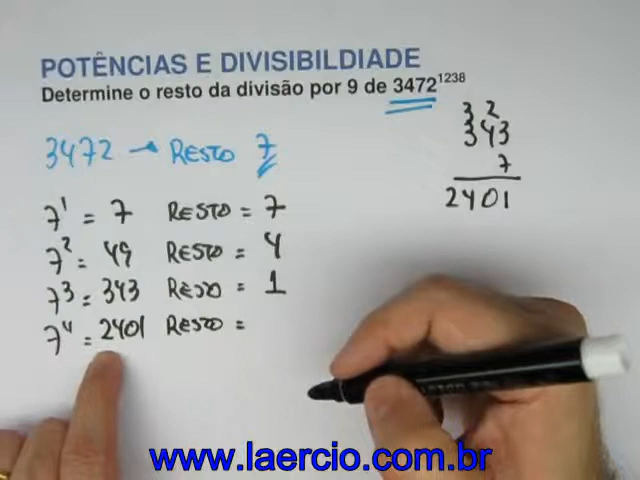 POTÊNCIAS E DIVISIBILDIADE
Determine o resto da divisão por 9 de 3472¹²³⁸
3 2
343
7
2401
3472 → RESTO 7
7¹ = 7 RESTO = 7
7² = 49 RESTO = 4
7³ = 343 RESTO = 1
7⁴ = 2401 RESTO =
www.laercio.com.br